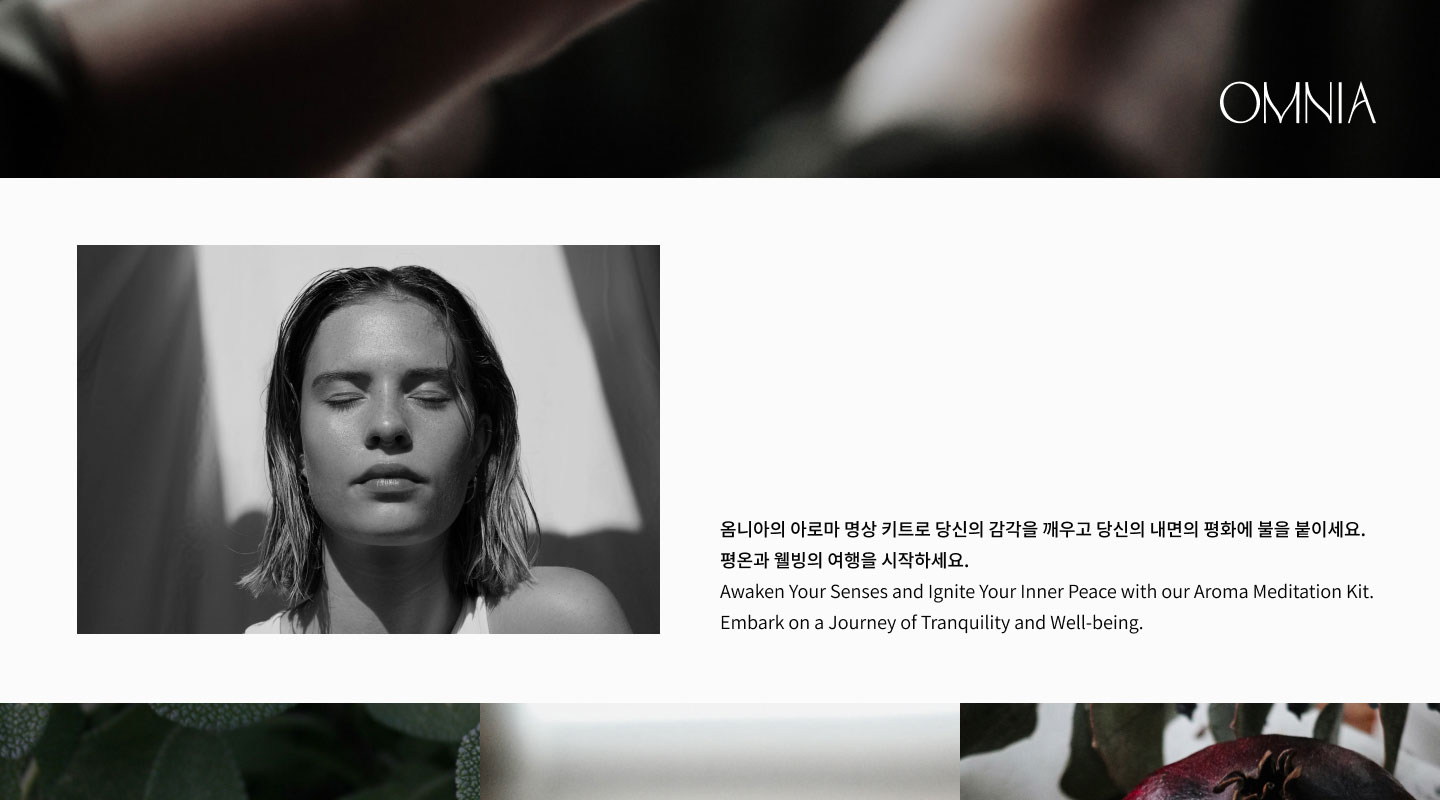 OMNIA
옴니아의 아로마 명상 키트로 당신의 감각을 깨우고 당신의 내면의 평화에 불을 붙이세요.
평온과 웰빙의 여행을 시작하세요.
Awaken Your Senses and Ignite Your Inner Peace with our Aroma Meditation Kit.
Embark on a Journey of Tranquility and Well-being.